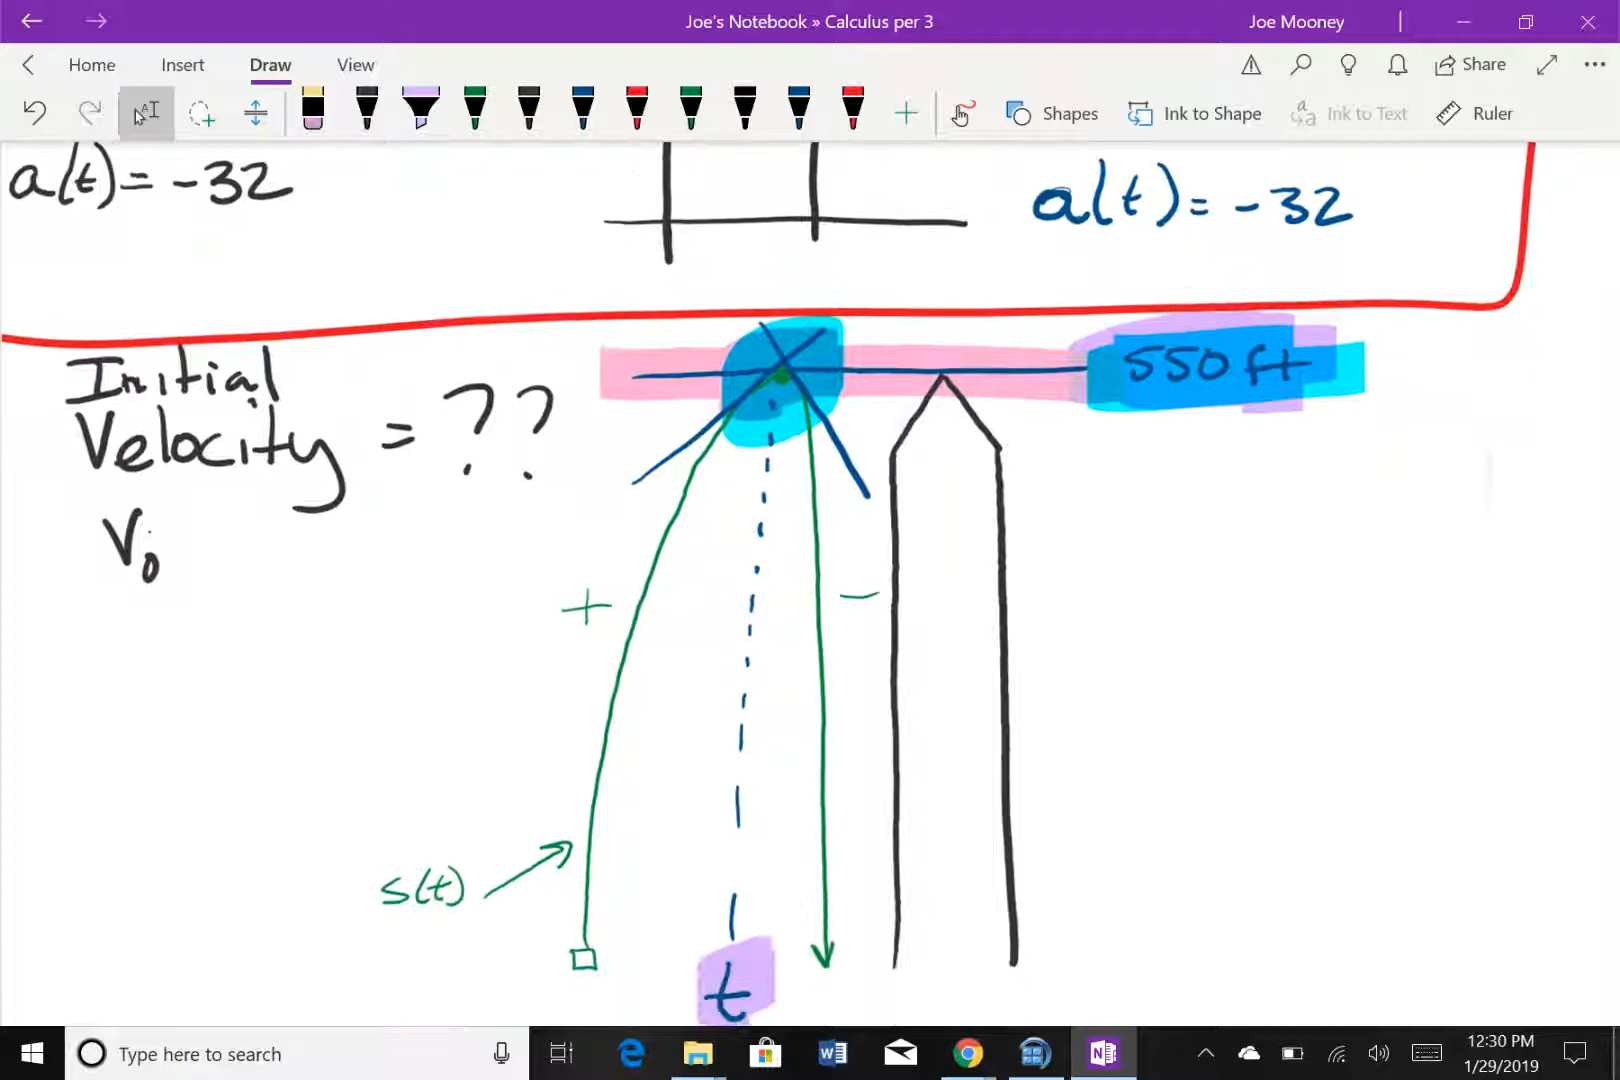 Joe's Notebook » Calculus per 3
Joe Mooney
Home
Insert
Draw
View
Share
Shapes
Ink to Shape
Ink to Text
Ruler
a(t) = -32
a(t) = -32
Initial
Velocity = ??
550 ft
V₀
+
−
s(t)
t
Type here to search
12:30 PM
1/29/2019